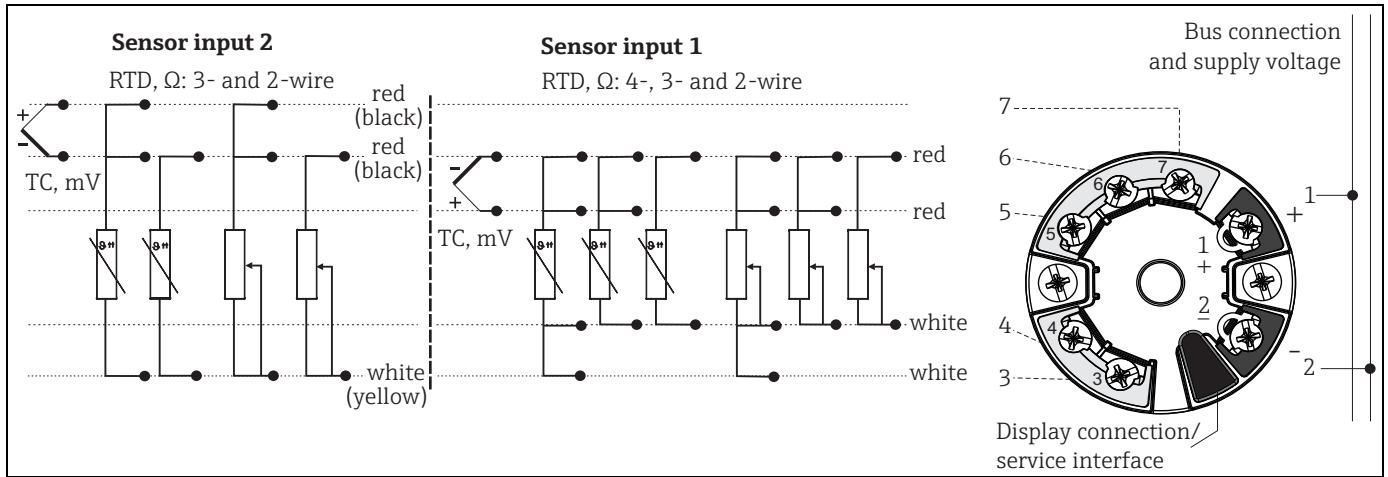 Sensor input 2
RTD, Ω: 3- and 2-wire
+
-
TC, mV
red
(black)
red
(black)
white
(yellow)
ϑ
ϑ
Sensor input 1
RTD, Ω: 4-, 3- and 2-wire
-
+
TC, mV
ϑ
ϑ
ϑ
red
red
white
white
Bus connection
and supply voltage
7
6
5
4
3
7
6
5
4
3
1
+
2
-
1
+
-
2
Display connection/
service interface